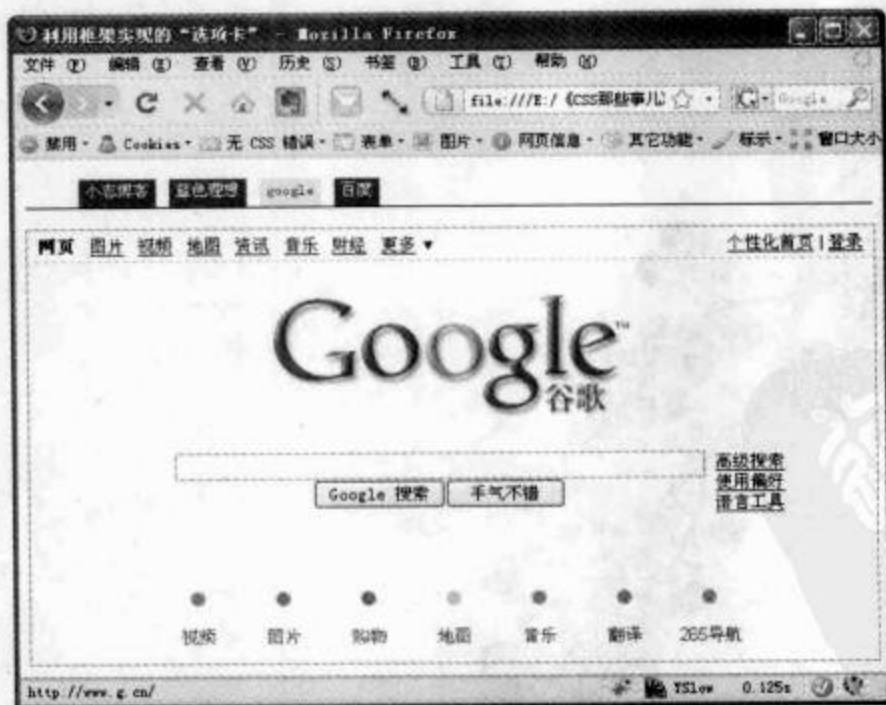 利用框架实现的“选项卡” - Mozilla Firefox
文件 (F) 编辑 (E) 查看 (V) 历史 (S) 书签 (B) 工具 (T) 帮助 (H)
file:///E:/《CSS那些事儿》 Google
禁用 Cookies 无 CSS 错误 表单 图片 网页信息 其它功能 标示 窗口大小
小志博客 蓝色理想 google 百度
网页 图片 视频 地图 资讯 音乐 财经 更多 ▼ 个性化首页 | 登录
Google™
谷歌
高级搜索
使用偏好
Google 搜索 手气不错
语言工具
视频 图片 购物 地图 音乐 翻译 265导航
http://www.g.cn/ YSlow 0.125s